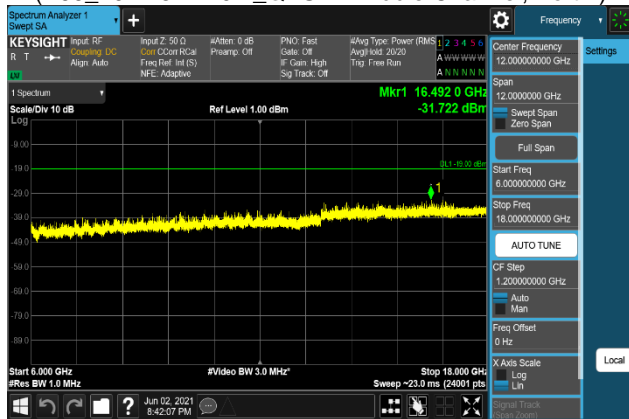 Spectrum Analyzer 1
Swept SA
Frequency
KEYSIGHT
R T
Input: RF
Coupling: DC
Align: Auto
Input Z: 50 Ω
Corr CCorr RCal
Freq Ref: Int (S)
NFE: Adaptive
#Atten: 0 dB
Preamp: Off
PNO: Fast
Gate: Off
IF Gain: High
Sig Track: Off
#Avg Type: Power (RMS
Avg|Hold: 20/20
Trig: Free Run
1 2 3 4 5 6
A W W W W W
A N N N N N
1 Spectrum
Scale/Div 10 dB
Ref Level 1.00 dBm
Mkr1 16.492 0 GHz
-31.722 dBm
Log
-9.00
-19.0
-29.0
-39.0
-49.0
-59.0
-69.0
-79.0
-89.0
DL1 -19.00 dBm
1
Start 6.000 GHz
#Res BW 1.0 MHz
#Video BW 3.0 MHz*
Stop 18.000 GHz
Sweep ~23.0 ms (24001 pts
Jun 02, 2021
8:42:07 PM
Center Frequency
12.000000000 GHz
Span
12.0000000 GHz
Swept Span
Zero Span
Full Span
Start Freq
6.000000000 GHz
Stop Freq
18.000000000 GHz
AUTO TUNE
CF Step
1.200000000 GHz
Auto
Man
Freq Offset
0 Hz
X Axis Scale
Log
Lin
Signal Track
(Span Zoom)
Settings
Local